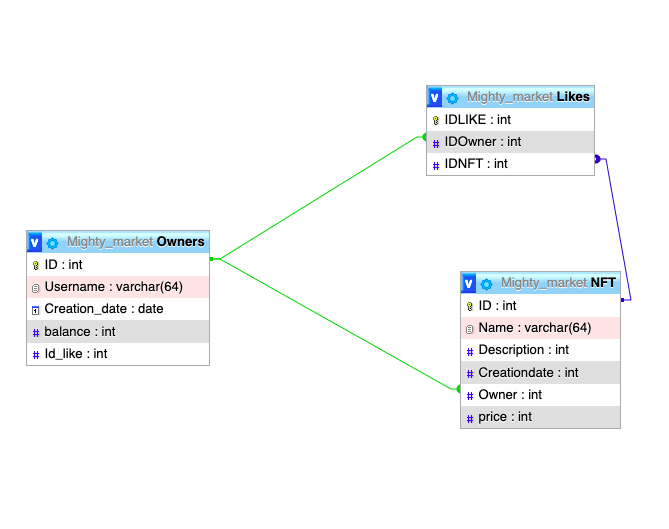 v Mighty_market Likes
IDLIKE : int
# IDOwner : int
# IDNFT : int
v Mighty_market Owners
ID : int
Username : varchar(64)
Creation_date : date
# balance : int
# Id_like : int
v Mighty_market NFT
ID : int
Name : varchar(64)
# Description : int
# Creationdate : int
# Owner : int
# price : int